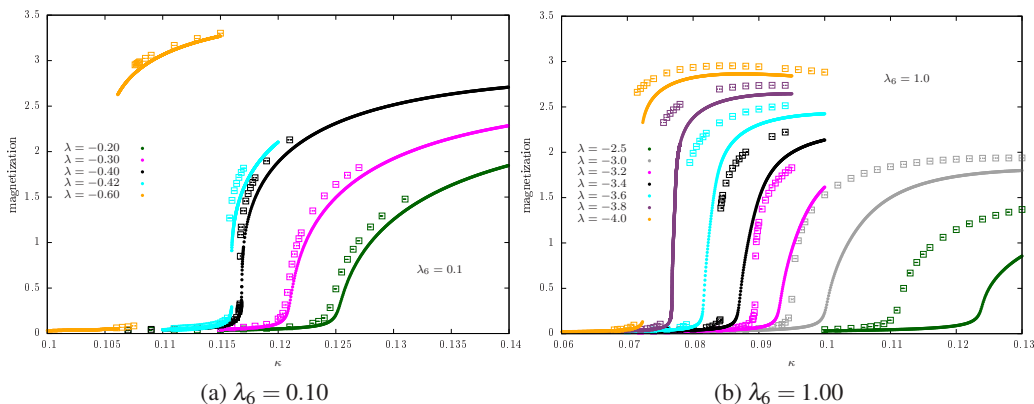 3.5
3
2.5
2
1.5
1
0.5
0
magnetization
λ = −0.20
λ = −0.30
λ = −0.40
λ = −0.42
λ = −0.60
λ6 = 0.1
0.1 0.105 0.11 0.115 0.12 0.125 0.13 0.135 0.14
κ
(a) λ6 = 0.10
3.5
3
2.5
2
1.5
1
0.5
0
magnetization
λ6 = 1.0
λ = −2.5
λ = −3.0
λ = −3.2
λ = −3.4
λ = −3.6
λ = −3.8
λ = −4.0
0.06 0.07 0.08 0.09 0.1 0.11 0.12 0.13
κ
(b) λ6 = 1.00